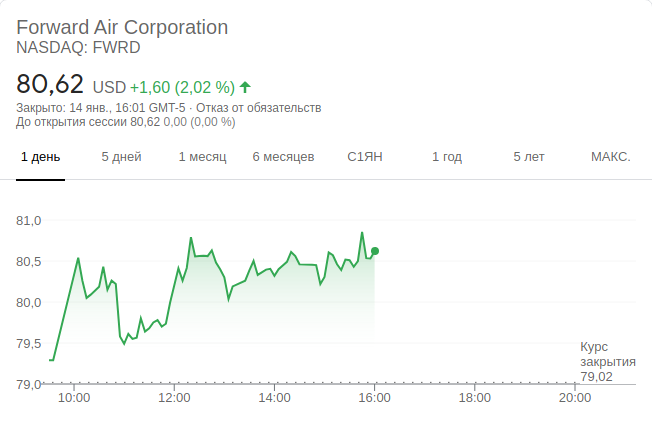 Forward Air Corporation
NASDAQ: FWRD
80,62 USD +1,60 (2,02 %)
Закрыто: 14 янв., 16:01 GMT-5 · Отказ от обязательств
До открытия сессии 80,62 0,00 (0,00 %)
1 день 5 дней 1 месяц 6 месяцев С1ЯН 1 год 5 лет МАКС.
81,0
80,5
80,0
79,5
Курс
закрытия
79,02
79,0
10:00 12:00 14:00 16:00 18:00 20:00